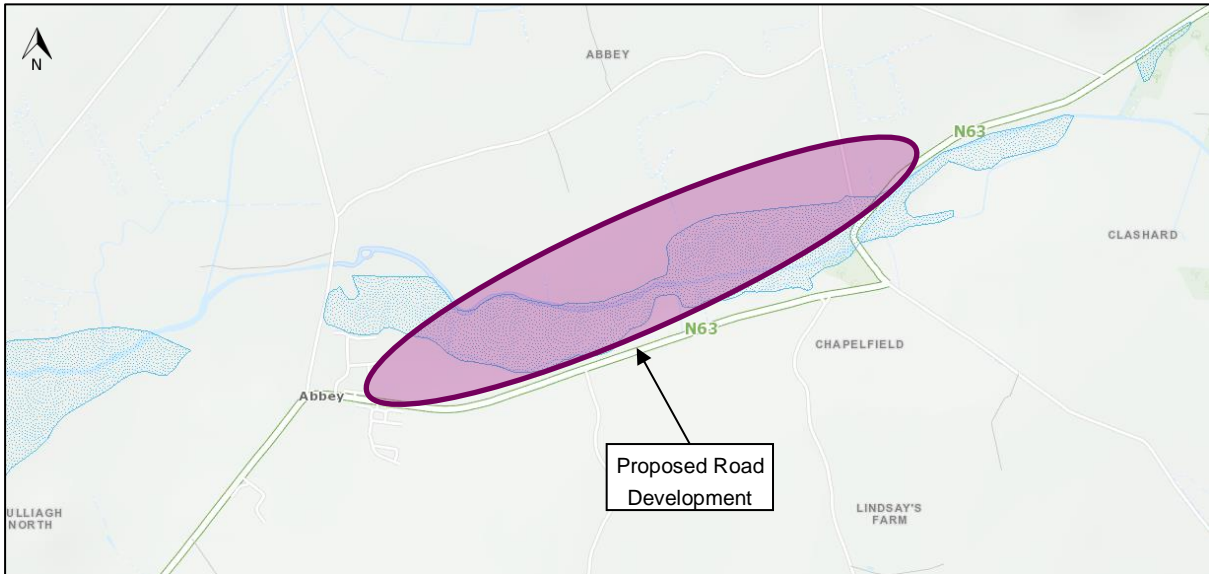 N
ABBEY
N63
CLASHARD
N63
CHAPELFIELD
Abbey
Proposed Road
Development
ULLIAGH
NORTH
LINDSAY'S
FARM